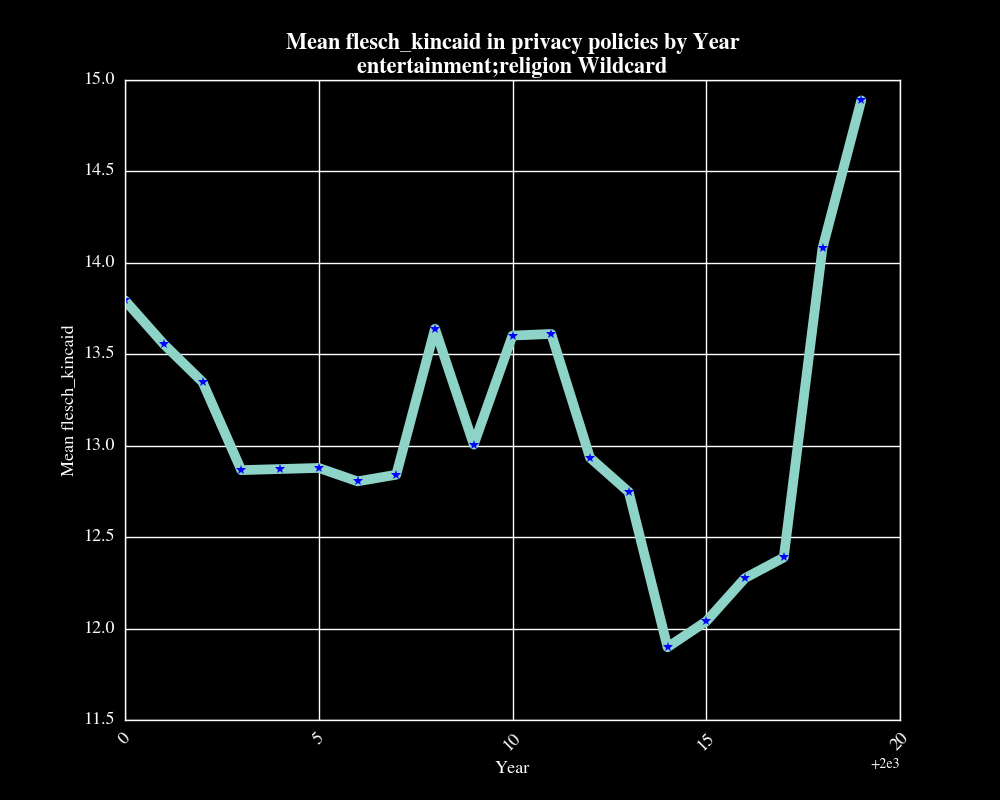 Mean flesch_kincaid in privacy policies by Year
entertainment;religion Wildcard
15.0
14.5
14.0
13.5
13.0
12.5
12.0
11.5
Mean flesch_kincaid
0 5 10 15 20
Year
+2e3